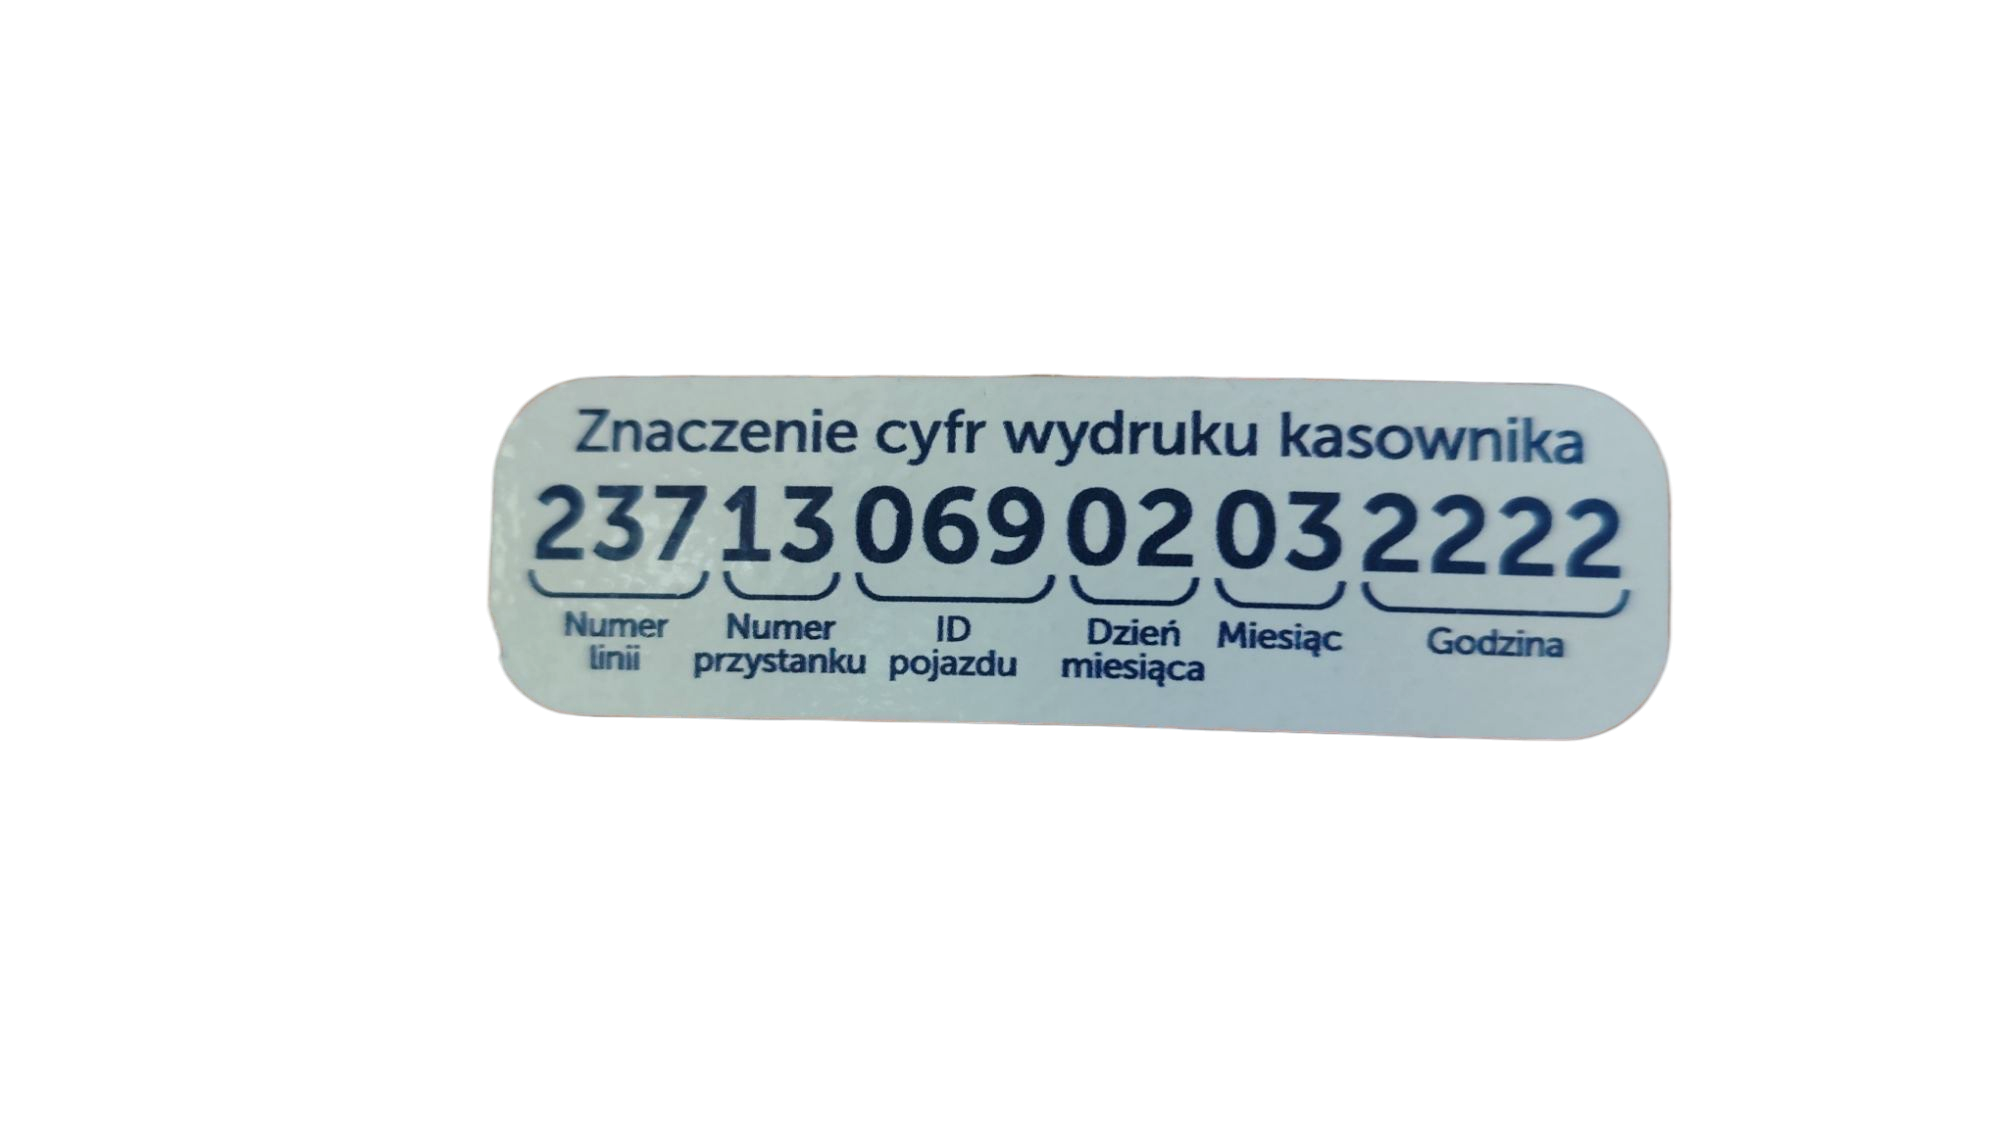 Znaczenie cyfr wydruku kasownika
237 13 069 02 03 2222
Numer linii
Numer przystanku
ID pojazdu
Dzień miesiąca
Miesiąc
Godzina